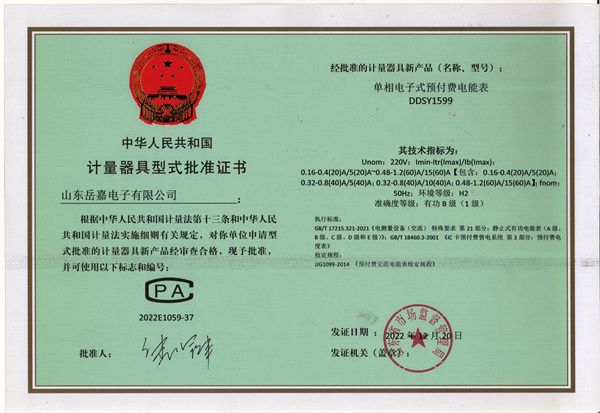 中华人民共和国
计量器具型式批准证书
山东岳嘉电子有限公司 :
根据中华人民共和国计量法第十三条和中华人民
共和国计量法实施细则有关规定，对你单位申请型
式批准的计量器具新产品经审查合格，现予批准，
并可使用以下标志和编号:
CPA
2022E1059-37
批准人:
经批准的计量器具新产品（名称、型号）:
单相电子式预付费电能表
DDSY1599
其技术指标为:
Unom: 220V; Imin-Itr(Imax)/Ib(Imax):
0.16-0.4(20)A/5(20)A~0.48-1.2(60)A/15(60)A【包含: 0.16-0.4(20)A/5(20)A;
0.32-0.8(40)A/5(40)A; 0.32-0.8(40)A/10(40)A; 0.48-1.2(60)A/15(60)A】; fnom:
50Hz; 环境等级: H2
准确度等级: 有功 B 级（1 级）
执行标准:
GB/T 17215.321-2021《电测量设备（交流） 特殊要求 第 21 部分: 静止式有功电能表（A 级、
B 级、C 级、D 级和 E 级）》; GB/T 18460.3-2001 《IC 卡预付费售电系统 第 3 部分: 预付费电
度表》
检定规程:
JJG1099-2014 《预付费交流电能表检定规程》
发证日期: 2022 年 12 月 20 日
发证机关（盖章）:
山东省市场监督管理局